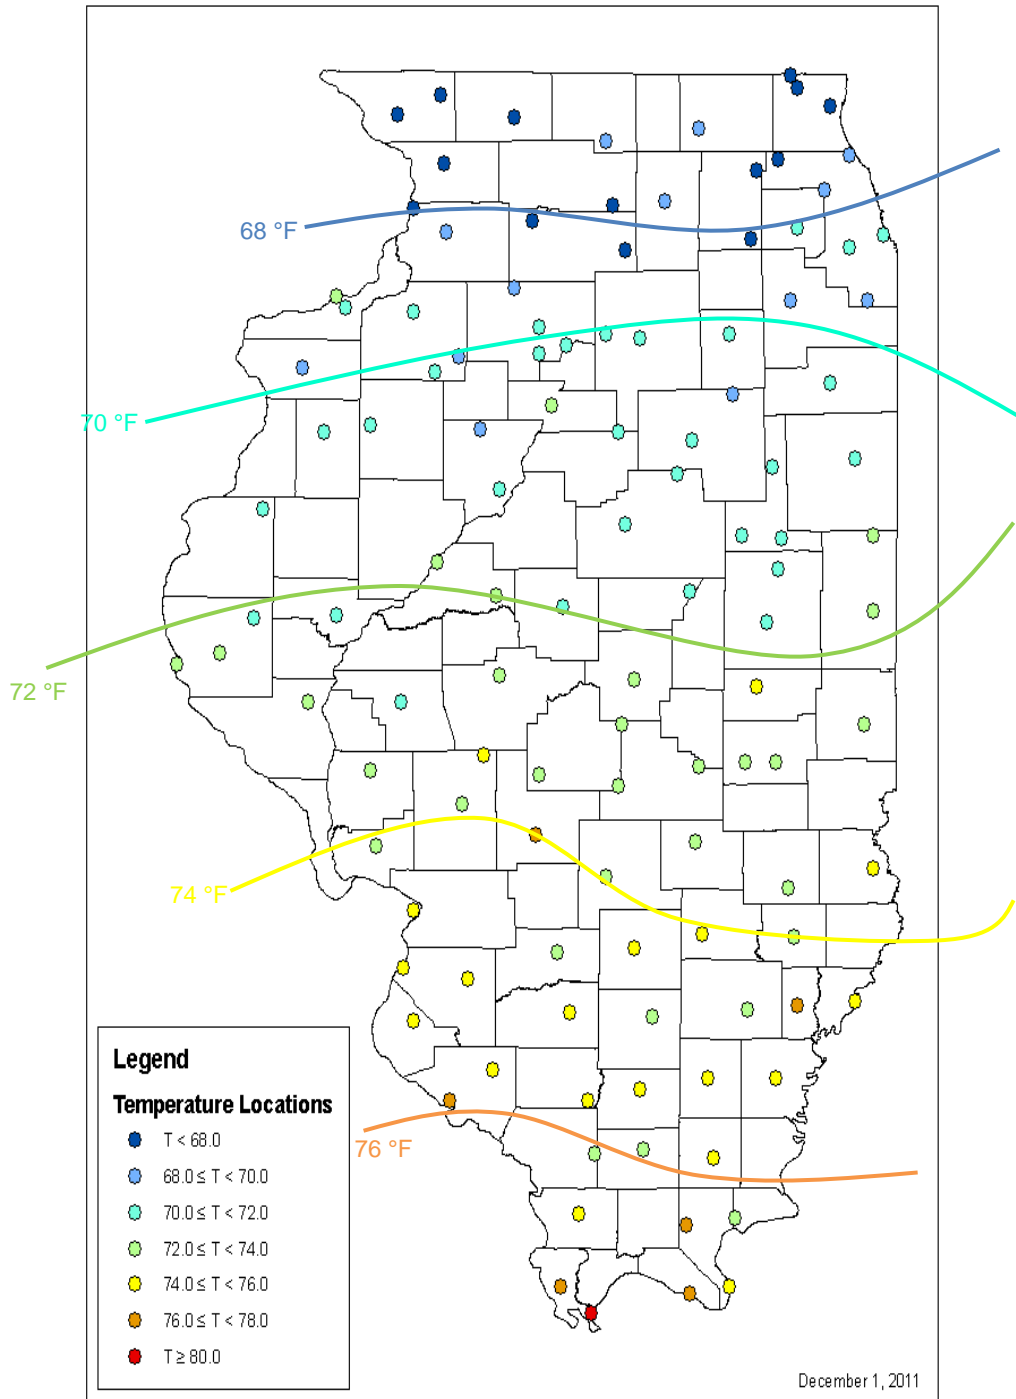 68 °F
70 °F
72 °F
74 °F
76 °F
Legend
Temperature Locations
T < 68.0
68.0 ≤ T < 70.0
70.0 ≤ T < 72.0
72.0 ≤ T < 74.0
74.0 ≤ T < 76.0
76.0 ≤ T < 78.0
T ≥ 80.0
December 1, 2011